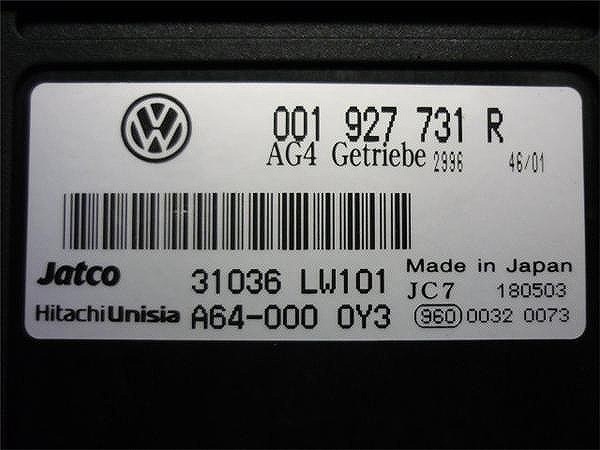 VW
001 927 731 R
AG4 Getriebe 2996 46/01
Jatco 31036 LW101 Made in Japan
JC7 180503
HitachiUnisia A64-000 0Y3 960 0032 0073